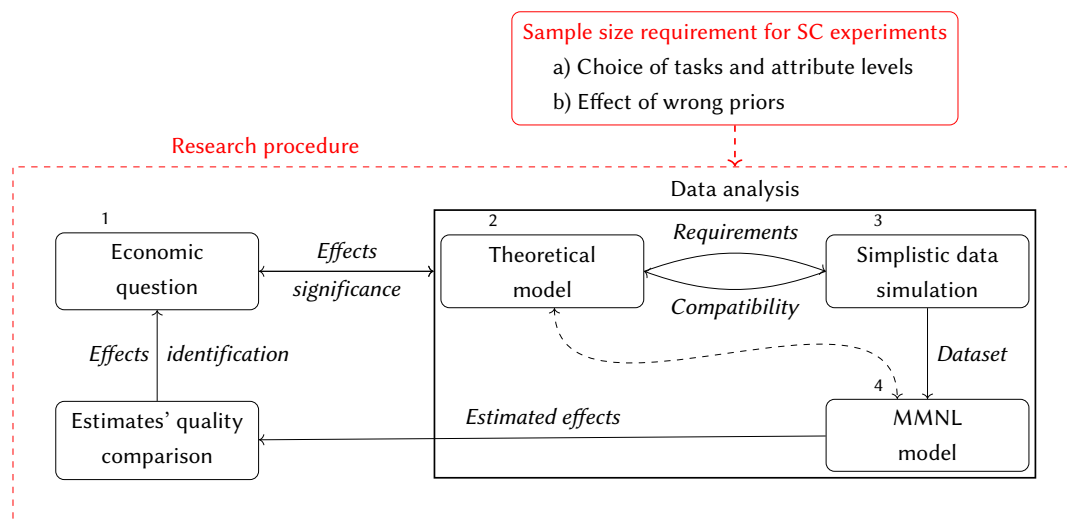 Sample size requirement for SC experiments
a) Choice of tasks and attribute levels
b) Effect of wrong priors
Research procedure
Data analysis
1
2
3
Economic
question
Effects
significance
Theoretical
model
Requirements
Compatibility
Simplistic data
simulation
Effects identification
Dataset
4
Estimates’ quality
comparison
Estimated effects
MMNL
model